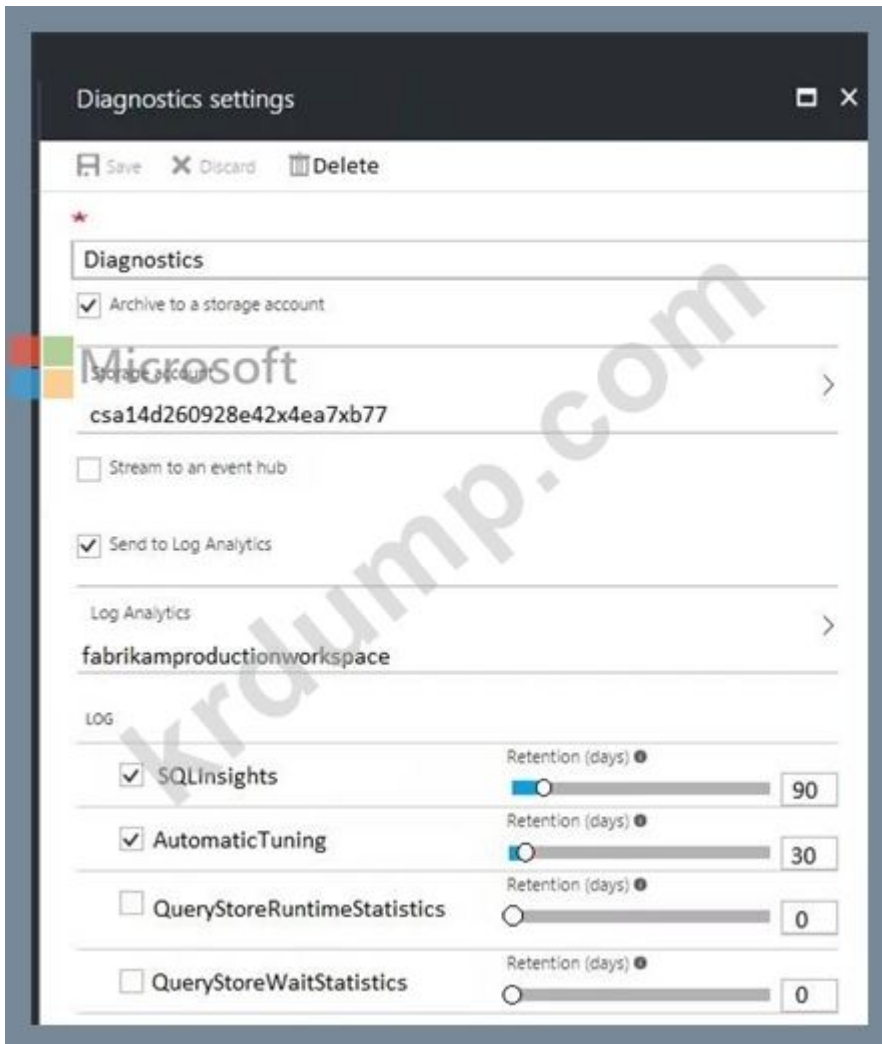 Diagnostics settings
Save Discard Delete
*
Diagnostics
Archive to a storage account
Microsoft
Storage account
csa14d260928e42x4ea7xb77
Stream to an event hub
Send to Log Analytics
Log Analytics
fabrikamproductionworkspace
krdump.com
LOG
SQLInsights Retention (days) 90
AutomaticTuning Retention (days) 30
QueryStoreRuntimeStatistics Retention (days) 0
QueryStoreWaitStatistics Retention (days) 0